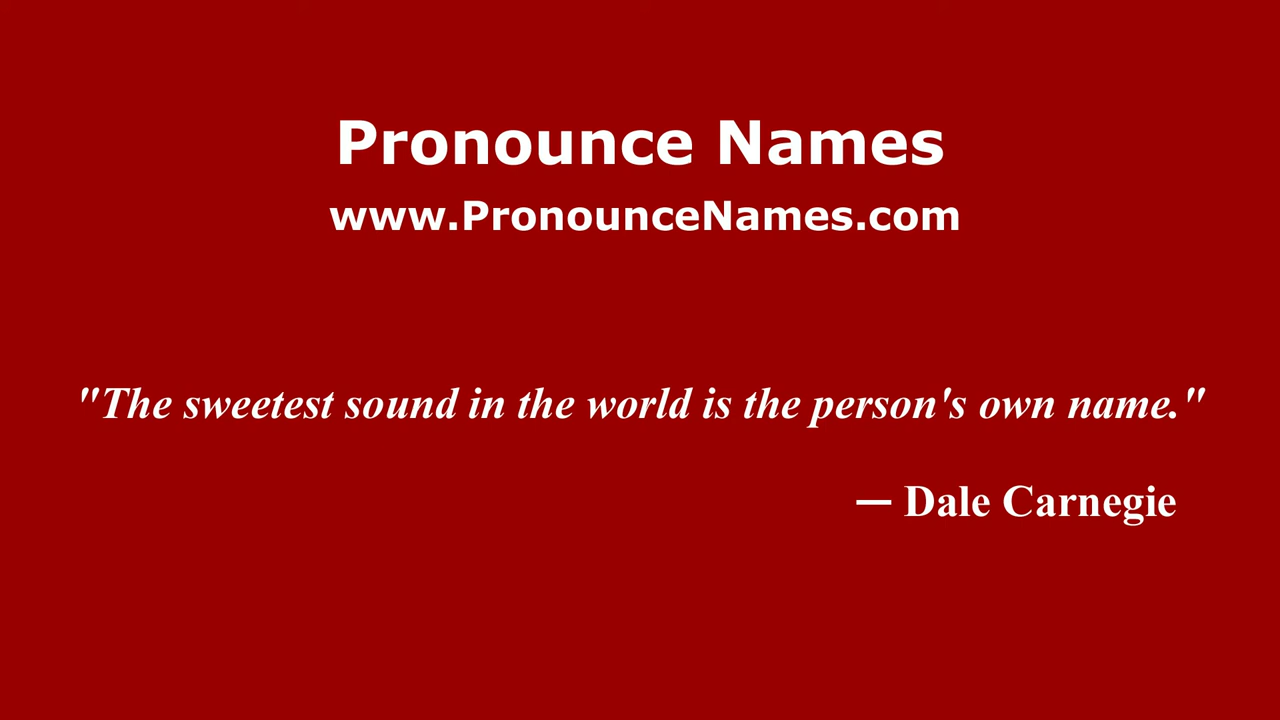 Pronounce Names
www.PronounceNames.com
"The sweetest sound in the world is the person's own name."
— Dale Carnegie